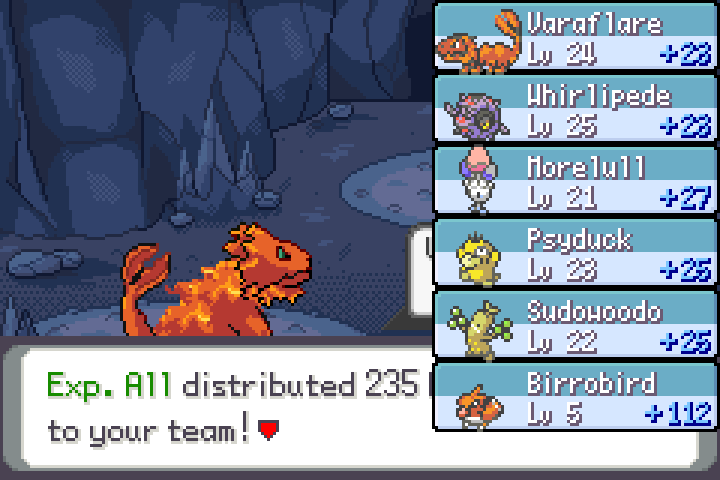 Varaflare
Lv 24 +23
Whirlipede
Lv 25 +23
Morelull
Lv 21 +27
Psyduck
Lv 23 +25
Sudowoodo
Lv 22 +25
Birrobird
Lv 5 +112
Exp. All distributed 235
to your team!